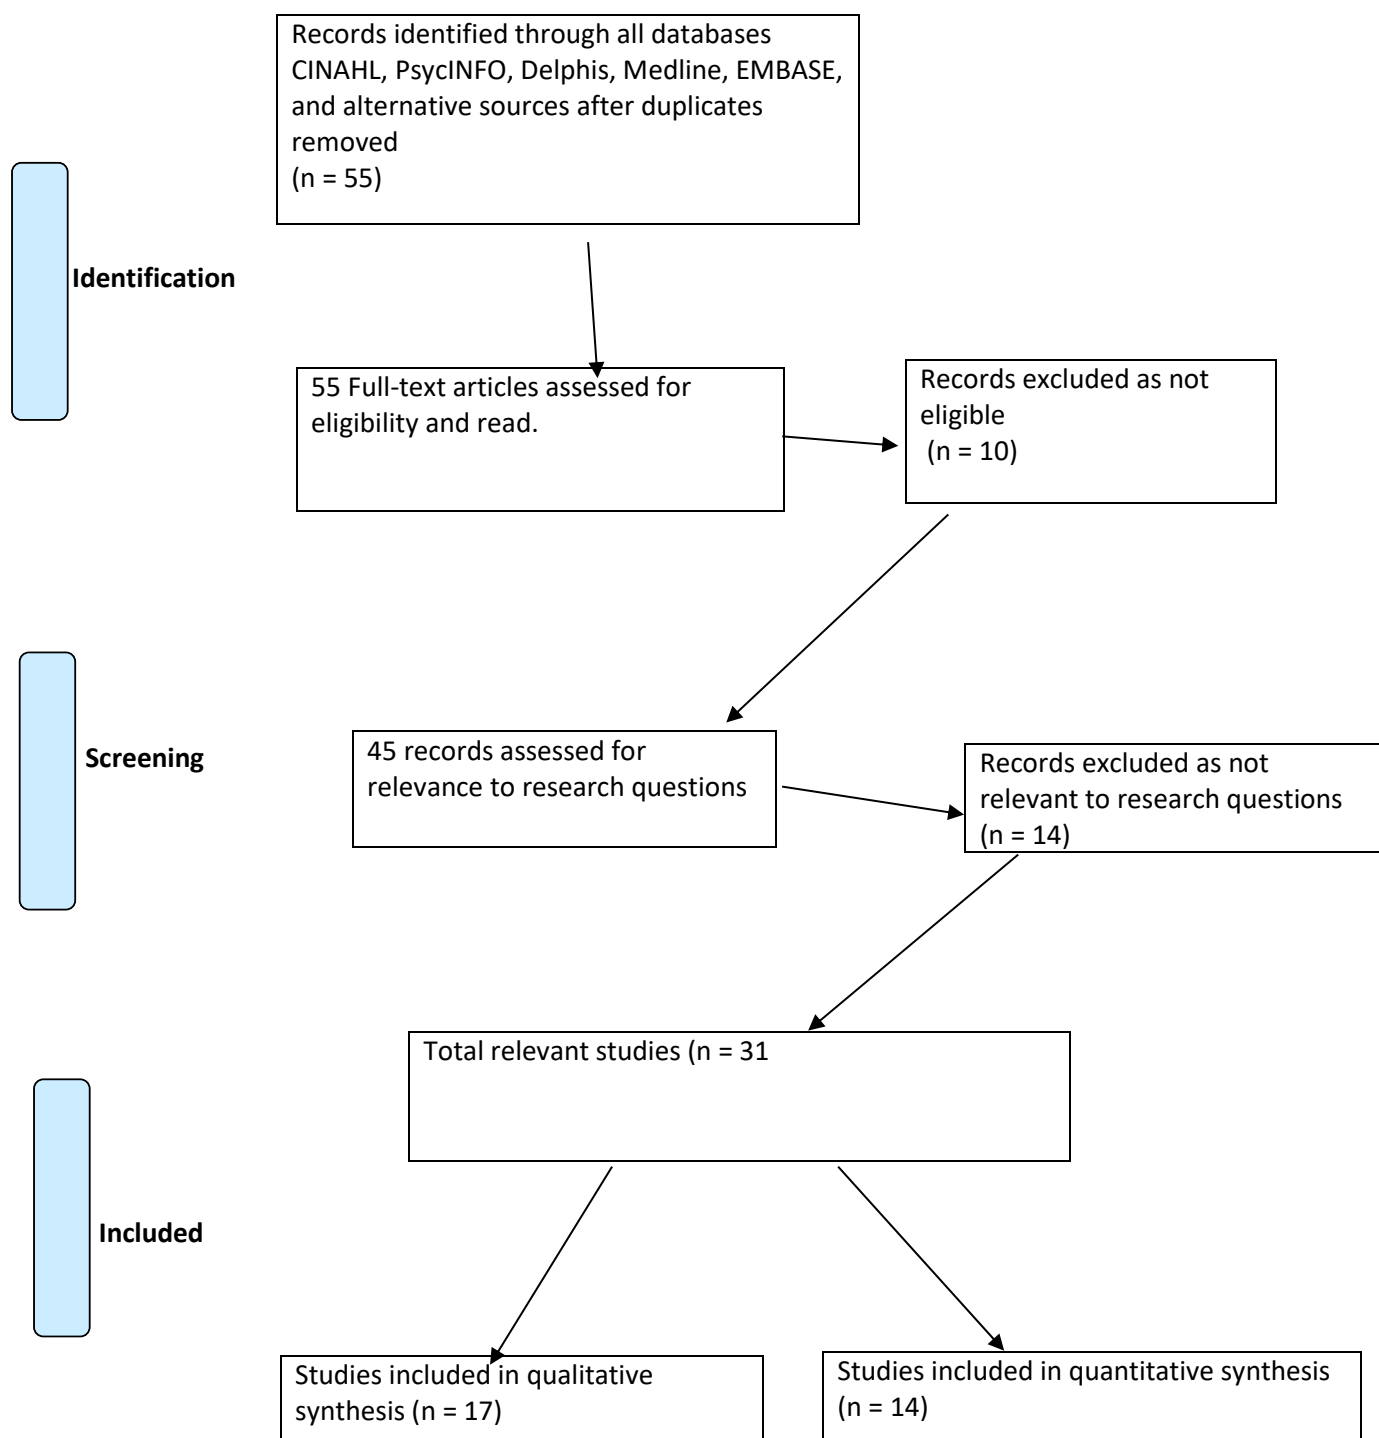 Records identified through all databases
CINAHL, PsycINFO, Delphis, Medline, EMBASE,
and alternative sources after duplicates
removed
(n = 55)
Identification
55 Full-text articles assessed for
eligibility and read.
Records excluded as not
eligible
(n = 10)
Screening
45 records assessed for
relevance to research questions
Records excluded as not
relevant to research questions
(n = 14)
Total relevant studies (n = 31
Included
Studies included in qualitative
synthesis (n = 17)
Studies included in quantitative synthesis
(n = 14)